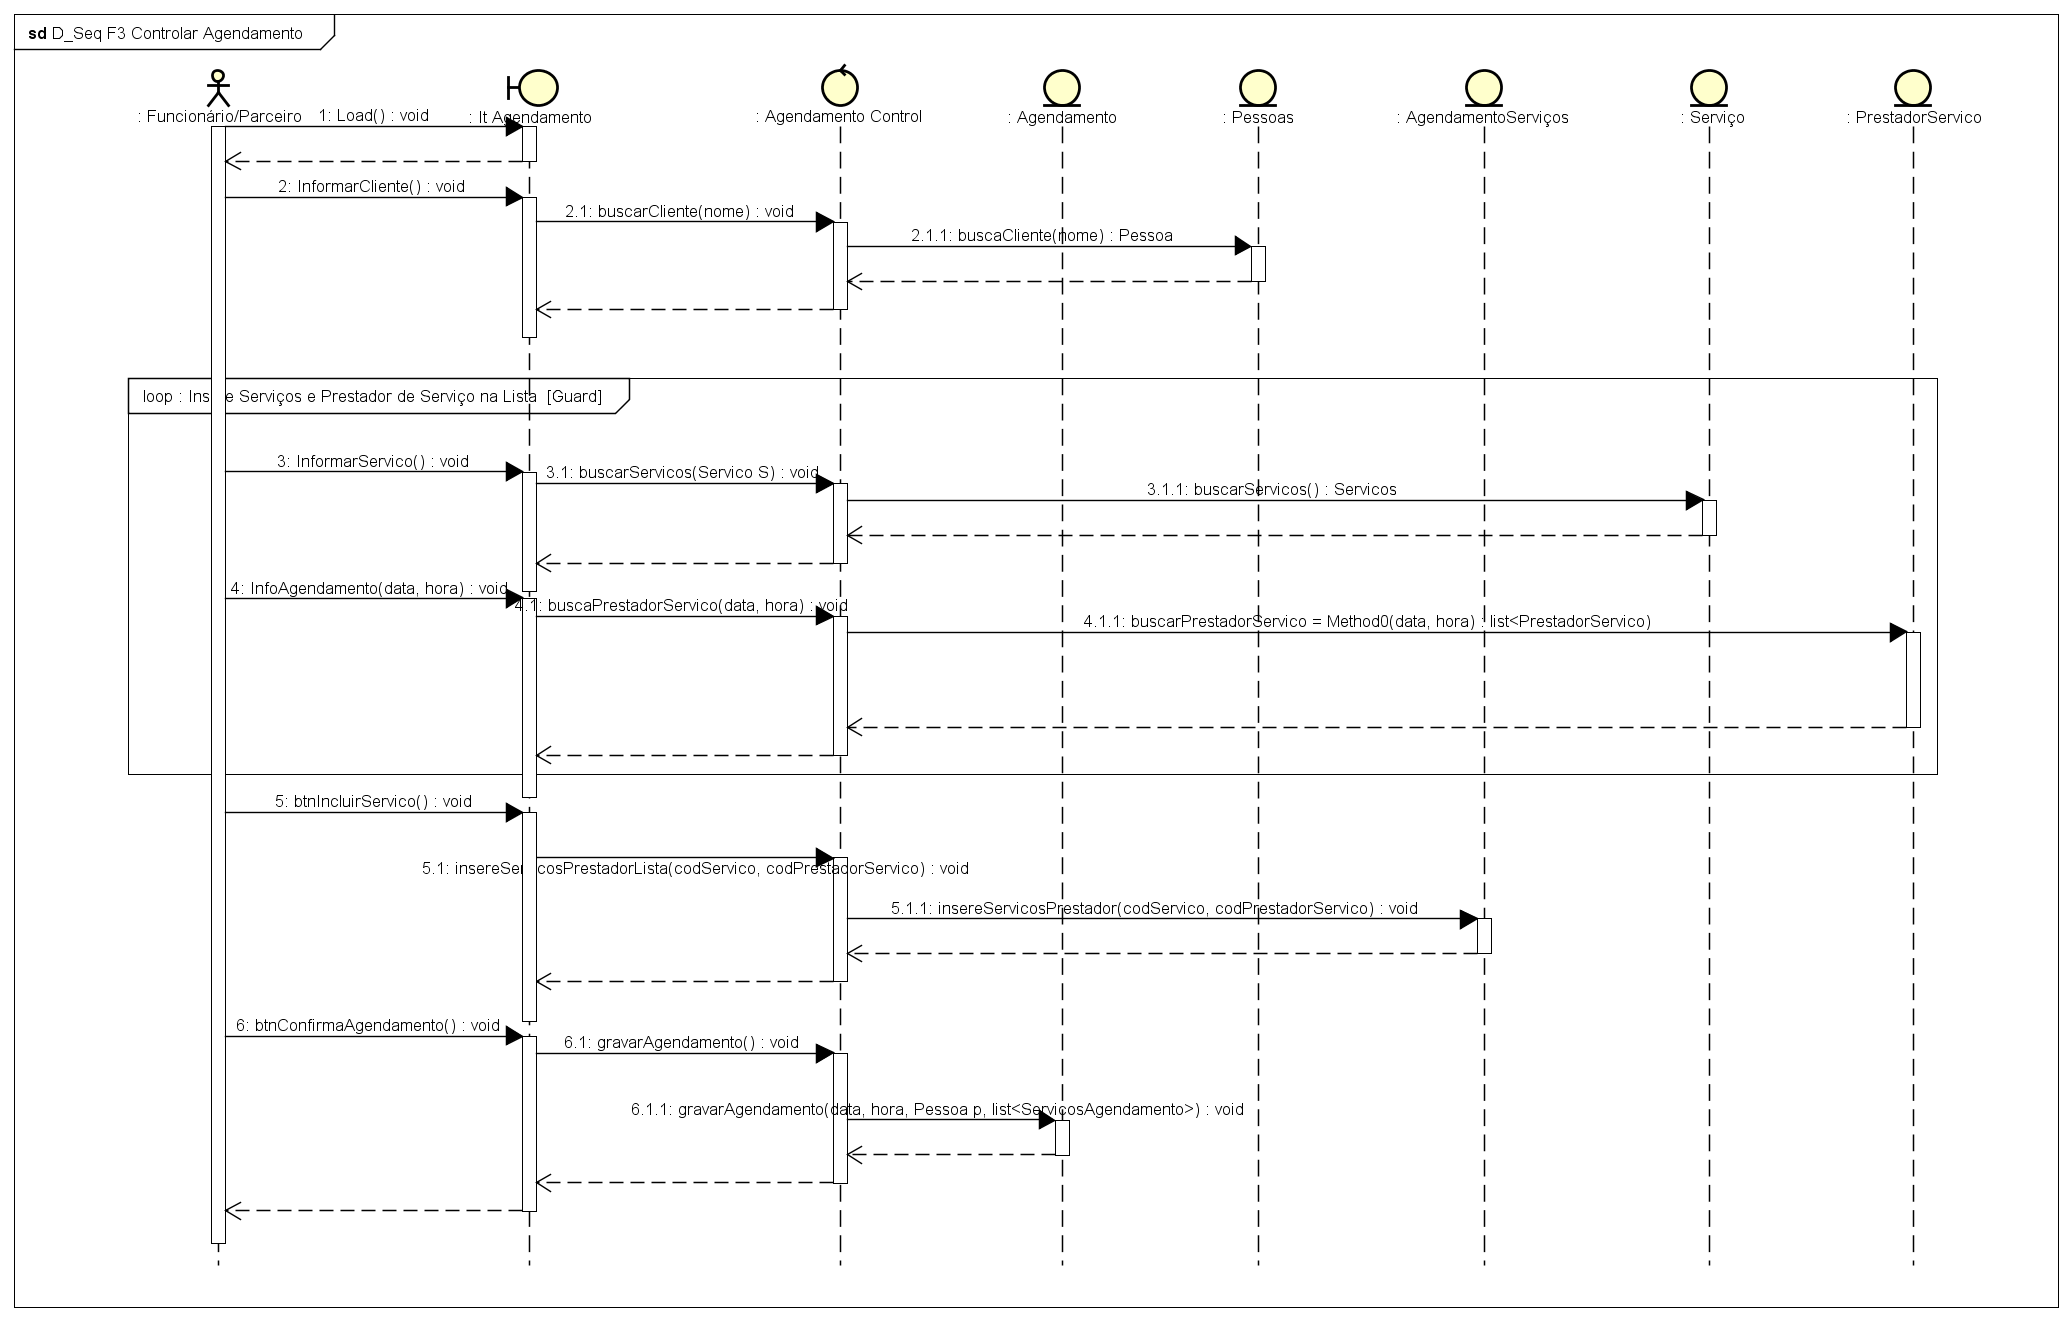 sd D_Seq F3 Controlar Agendamento
: Funcionário/Parceiro
: It Agendamento
: Agendamento Control
: Agendamento
: Pessoas
: AgendamentoServiços
: Serviço
: PrestadorServico
1: Load() : void
2: InformarCliente() : void
2.1: buscarCliente(nome) : void
2.1.1: buscaCliente(nome) : Pessoa
loop : Insere Serviços e Prestador de Serviço na Lista [Guard]
3: InformarServico() : void
3.1: buscarServicos(Servico S) : void
3.1.1: buscarServicos() : Servicos
4: InfoAgendamento(data, hora) : void
4.1: buscaPrestadorServico(data, hora) : void
4.1.1: buscarPrestadorServico = Method0(data, hora) : list<PrestadorServico)
5: btnIncluirServico() : void
5.1: insereServicosPrestadorLista(codServico, codPrestadorServico) : void
5.1.1: insereServicosPrestador(codServico, codPrestadorServico) : void
6: btnConfirmaAgendamento() : void
6.1: gravarAgendamento() : void
6.1.1: gravarAgendamento(data, hora, Pessoa p, list<ServicosAgendamento>) : void